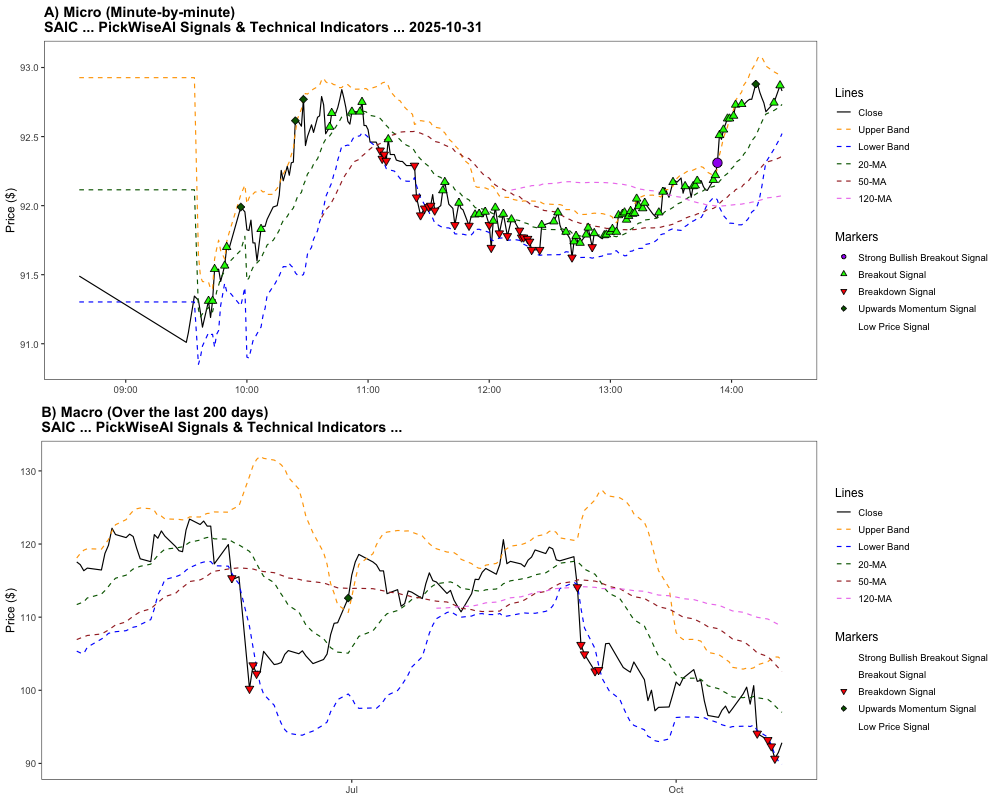 A) Micro (Minute-by-minute)
SAIC ... PickWiseAI Signals & Technical Indicators ... 2025-10-31
Price ($)
93.0
92.5
92.0
91.5
91.0
09:00
10:00
11:00
12:00
13:00
14:00
Lines
Close
Upper Band
Lower Band
20-MA
50-MA
120-MA
Markers
Strong Bullish Breakout Signal
Breakout Signal
Breakdown Signal
Upwards Momentum Signal
Low Price Signal
B) Macro (Over the last 200 days)
SAIC ... PickWiseAI Signals & Technical Indicators ...
Price ($)
130
120
110
100
90
Jul
Oct
Lines
Close
Upper Band
Lower Band
20-MA
50-MA
120-MA
Markers
Strong Bullish Breakout Signal
Breakout Signal
Breakdown Signal
Upwards Momentum Signal
Low Price Signal